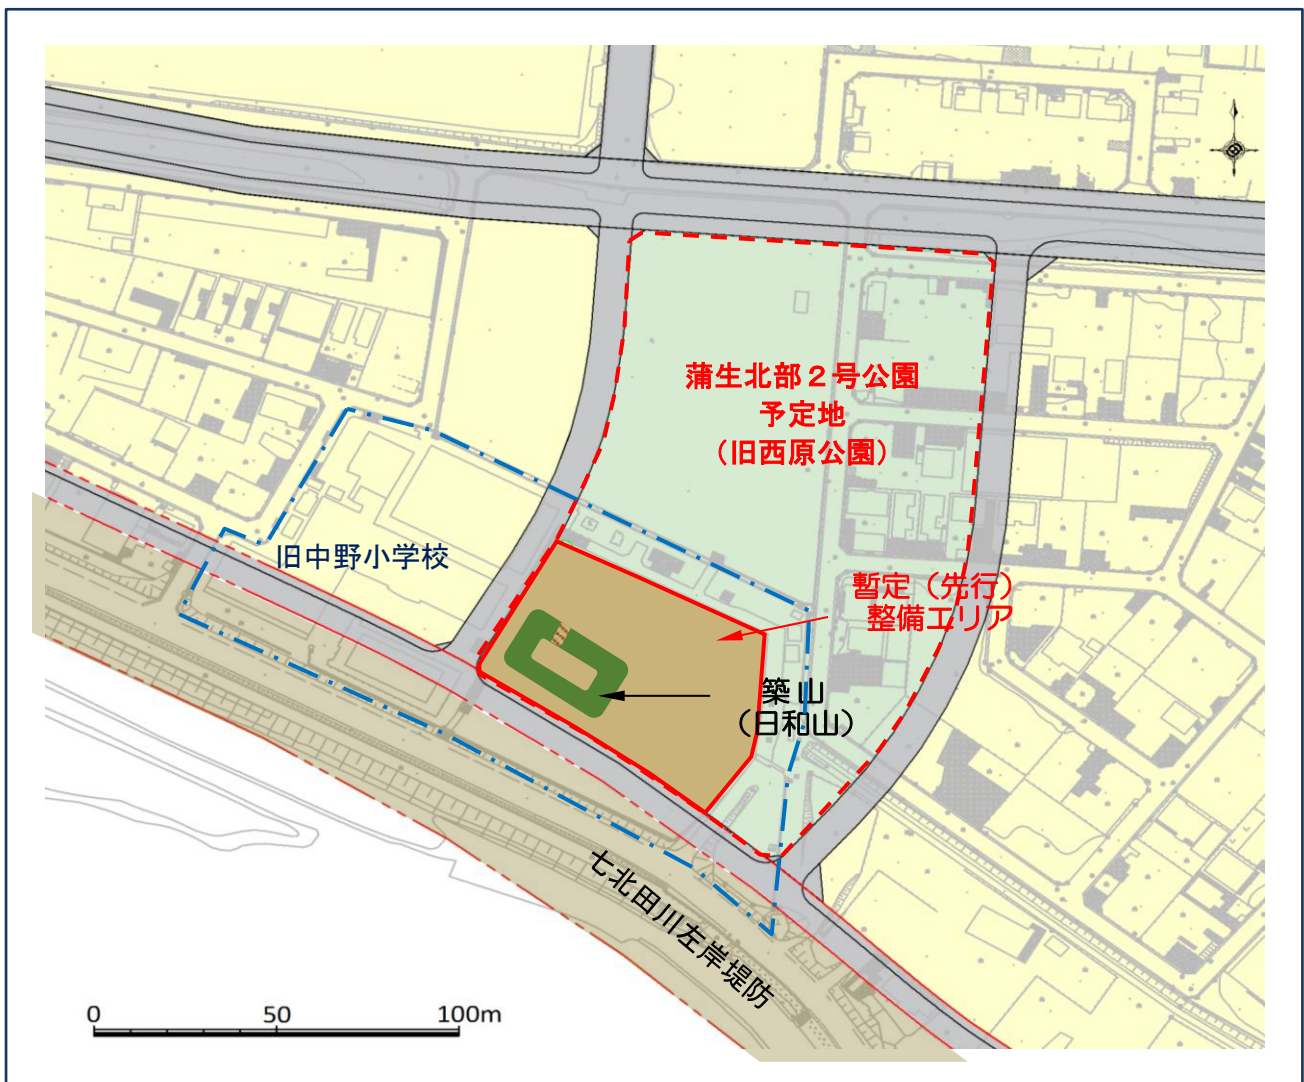 蒲生北部２号公園
予定地
（旧西原公園）
旧中野小学校
暫定（先行）
整備エリア
築山
（日和山）
七北田川左岸堤防
0 50 100m